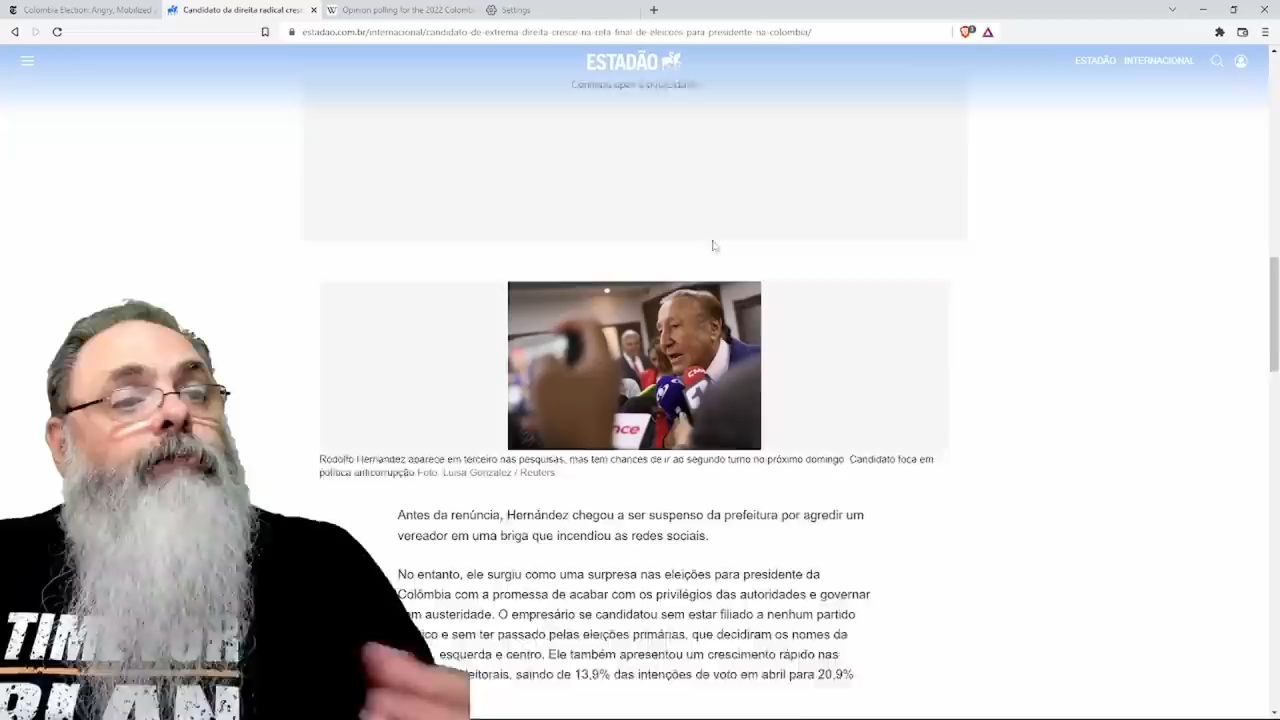 Colombia Election: Angry, Mobilized
Candidato da direita radical cresc
Opinion polling for the 2022 Colomb
Settings
estadao.com.br/internacional/candidato-de-extrema-direita-cresce-na-reta-final-de-eleicoes-para-presidente-na-colombia/
ESTADÃO
ESTADÃO INTERNACIONAL
Rodolfo Hernández aparece em terceiro nas pesquisas, mas tem chances de ir ao segundo turno no próximo domingo. Candidato foca em
política anticorrupção Foto: Luisa Gonzalez / Reuters
Antes da renúncia, Hernández chegou a ser suspenso da prefeitura por agredir um
vereador em uma briga que incendiou as redes sociais.
No entanto, ele surgiu como uma surpresa nas eleições para presidente da
Colômbia com a promessa de acabar com os privilégios das autoridades e governar
m austeridade. O empresário se candidatou sem estar filiado a nenhum partido
ico e sem ter passado pelas eleições primárias, que decidiram os nomes da
, esquerda e centro. Ele também apresentou um crescimento rápido nas
eitorais, saindo de 13,9% das intenções de voto em abril para 20,9%